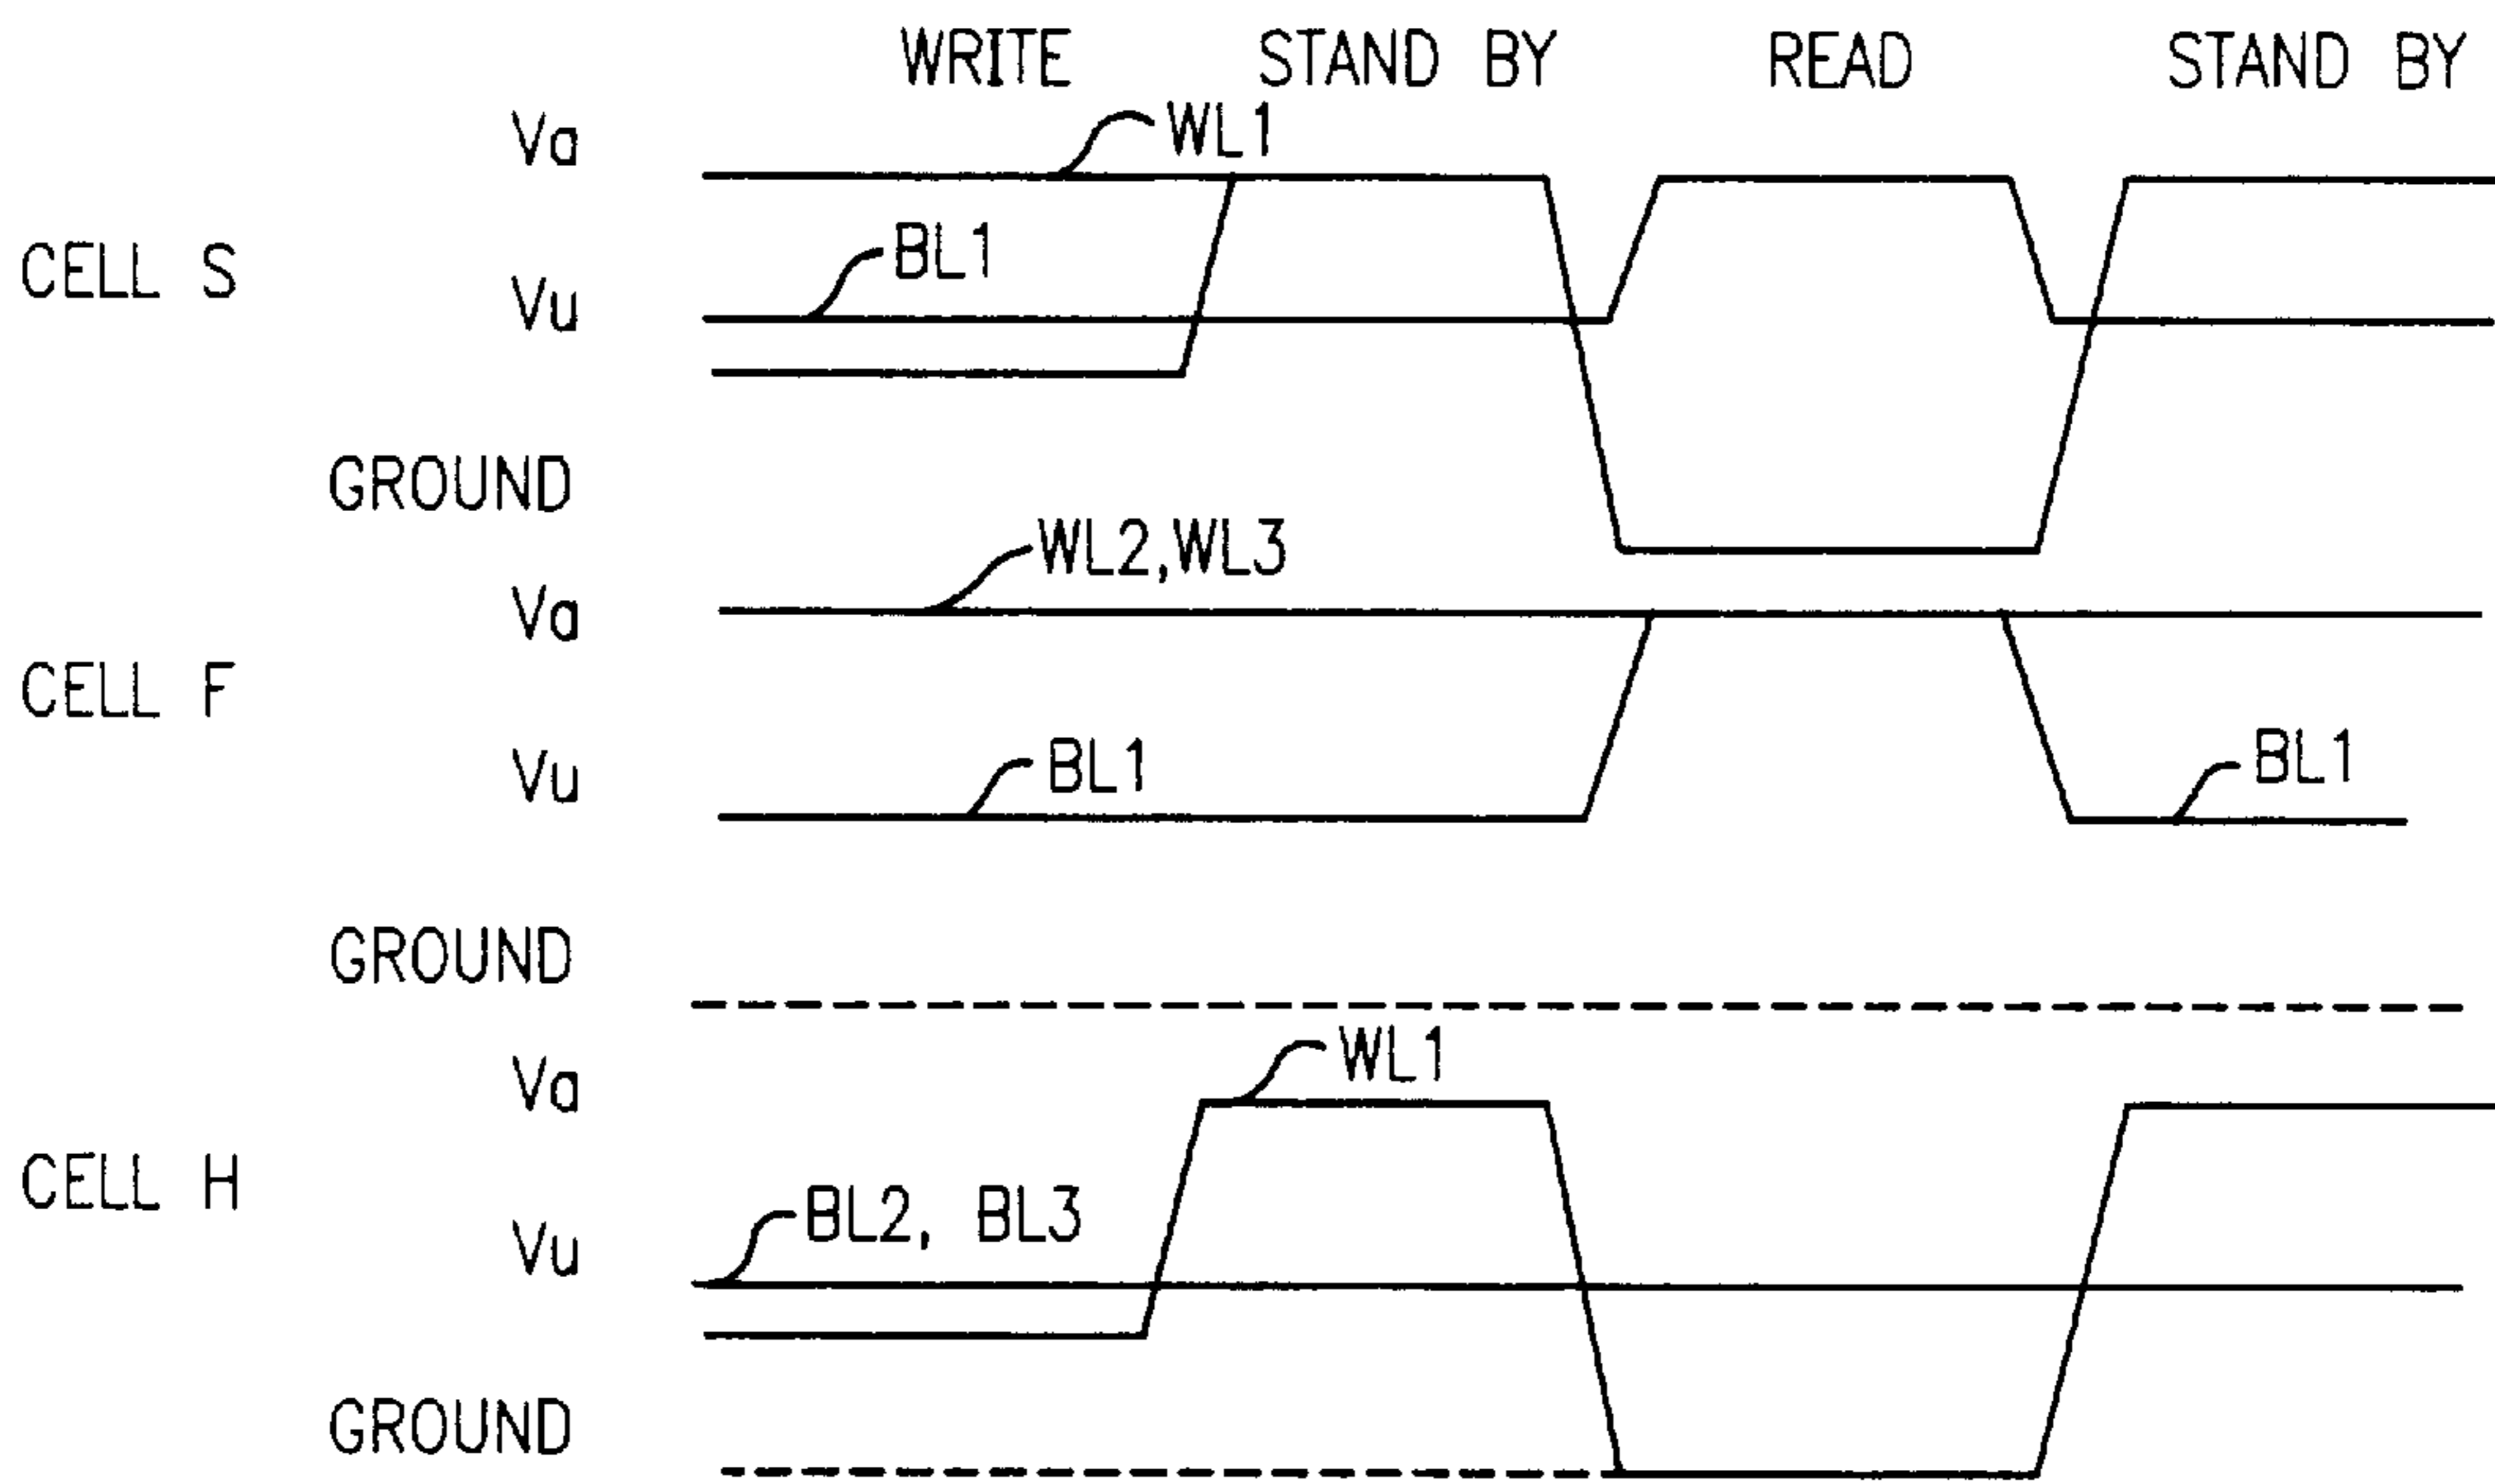 WRITE STAND BY READ STAND BY
Va WL1
BL1
CELL S
Vu
GROUND
WL2,WL3
Va
CELL F
BL1 BL1
Vu
GROUND
WL1
Va
CELL H
BL2, BL3
Vu
GROUND